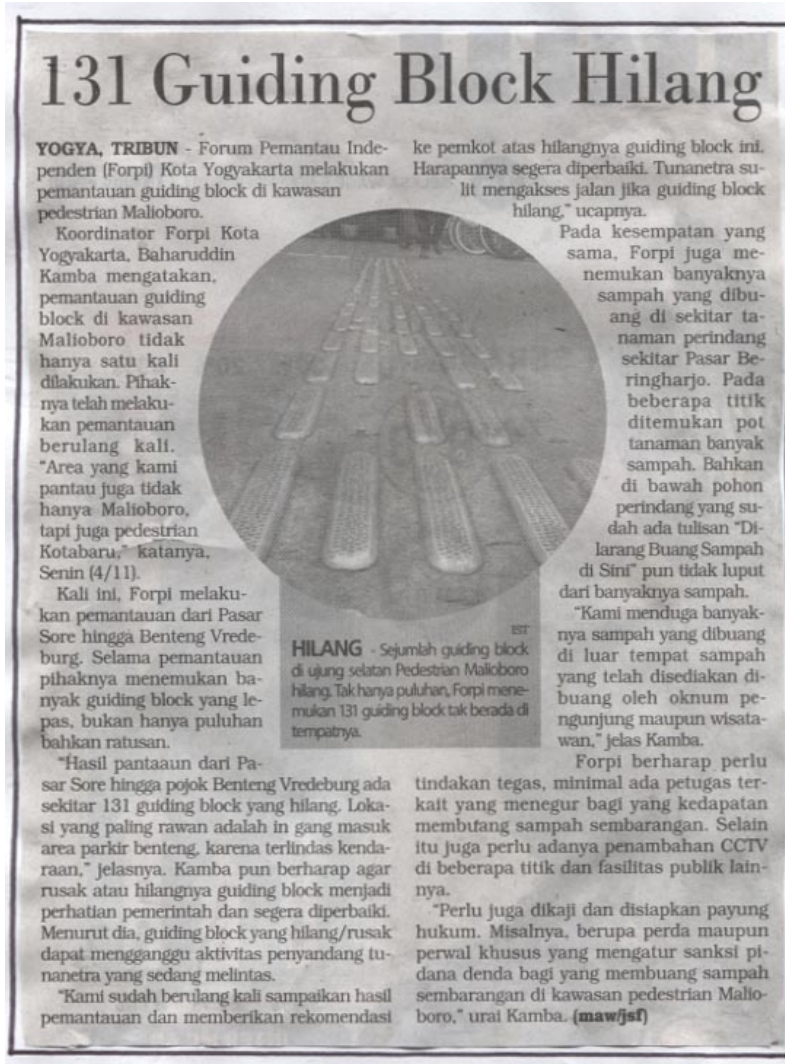 131 Guiding Block Hilang
YOGYA, TRIBUN - Forum Pemantau Inde-
penden (Forpi) Kota Yogyakarta melakukan
pemantauan guiding block di kawasan
pedestrian Malioboro.
Koordinator Forpi Kota
Yogyakarta, Baharuddin
Kamba mengatakan,
pemantauan guiding
block di kawasan
Malioboro tidak
hanya satu kali
dilakukan. Pihak-
nya telah melaku-
kan pemantauan
berulang kali.
"Area yang kami
pantau juga tidak
hanya Malioboro,
tapi juga pedestrian
Kotabaru," katanya,
Senin (4/11).
Kali ini, Forpi melaku-
kan pemantauan dari Pasar
Sore hingga Benteng Vrede-
burg. Selama pemantauan
pihaknya menemukan ba-
nyak guiding block yang le-
pas, bukan hanya puluhan
bahkan ratusan.
"Hasil pantaaun dari Pa-
sar Sore hingga pojok Benteng Vredeburg ada
sekitar 131 guiding block yang hilang. Loka-
si yang paling rawan adalah in gang masuk
area parkir benteng, karena terlindas kenda-
raan," jelasnya. Kamba pun berharap agar
rusak atau hilangnya guiding block menjadi
perhatian pemerintah dan segera diperbaiki.
Menurut dia, guiding block yang hilang/rusak
dapat mengganggu aktivitas penyandang tu-
nanetra yang sedang melintas.
"Kami sudah berulang kali sampaikan hasil
pemantauan dan memberikan rekomendasi
ke pemkot atas hilangnya guiding block ini.
Harapannya segera diperbaiki. Tunanetra su-
lit mengakses jalan jika guiding block
hilang," ucapnya.
Pada kesempatan yang
sama, Forpi juga me-
nemukan banyaknya
sampah yang dibu-
ang di sekitar ta-
naman perindang
sekitar Pasar Be-
ringharjo. Pada
beberapa titik
ditemukan pot
tanaman banyak
sampah. Bahkan
di bawah pohon
perindang yang su-
dah ada tulisan "Di-
larang Buang Sampah
di Sini" pun tidak luput
dari banyaknya sampah.
"Kami menduga banyak-
nya sampah yang dibuang
di luar tempat sampah
yang telah disediakan di-
buang oleh oknum pe-
ngunjung maupun wisata-
wan," jelas Kamba.
Forpi berharap perlu
tindakan tegas, minimal ada petugas ter-
kait yang menegur bagi yang kedapatan
membutang sampah sembarangan. Selain
itu juga perlu adanya penambahan CCTV
di beberapa titik dan fasilitas publik lain-
nya.
"Perlu juga dikaji dan disiapkan payung
hukum. Misalnya, berupa perda maupun
perwal khusus yang mengatur sanksi pi-
dana denda bagi yang membuang sampah
sembarangan di kawasan pedestrian Malio-
boro," urai Kamba. (maw/jsf)
IST
HILANG - Sejumlah guiding block
di ujung selatan Pedestrian Malioboro
hilang. Tak hanya puluhan, Forpi mene-
mukan 131 guiding block tak berada di
tempatnya.